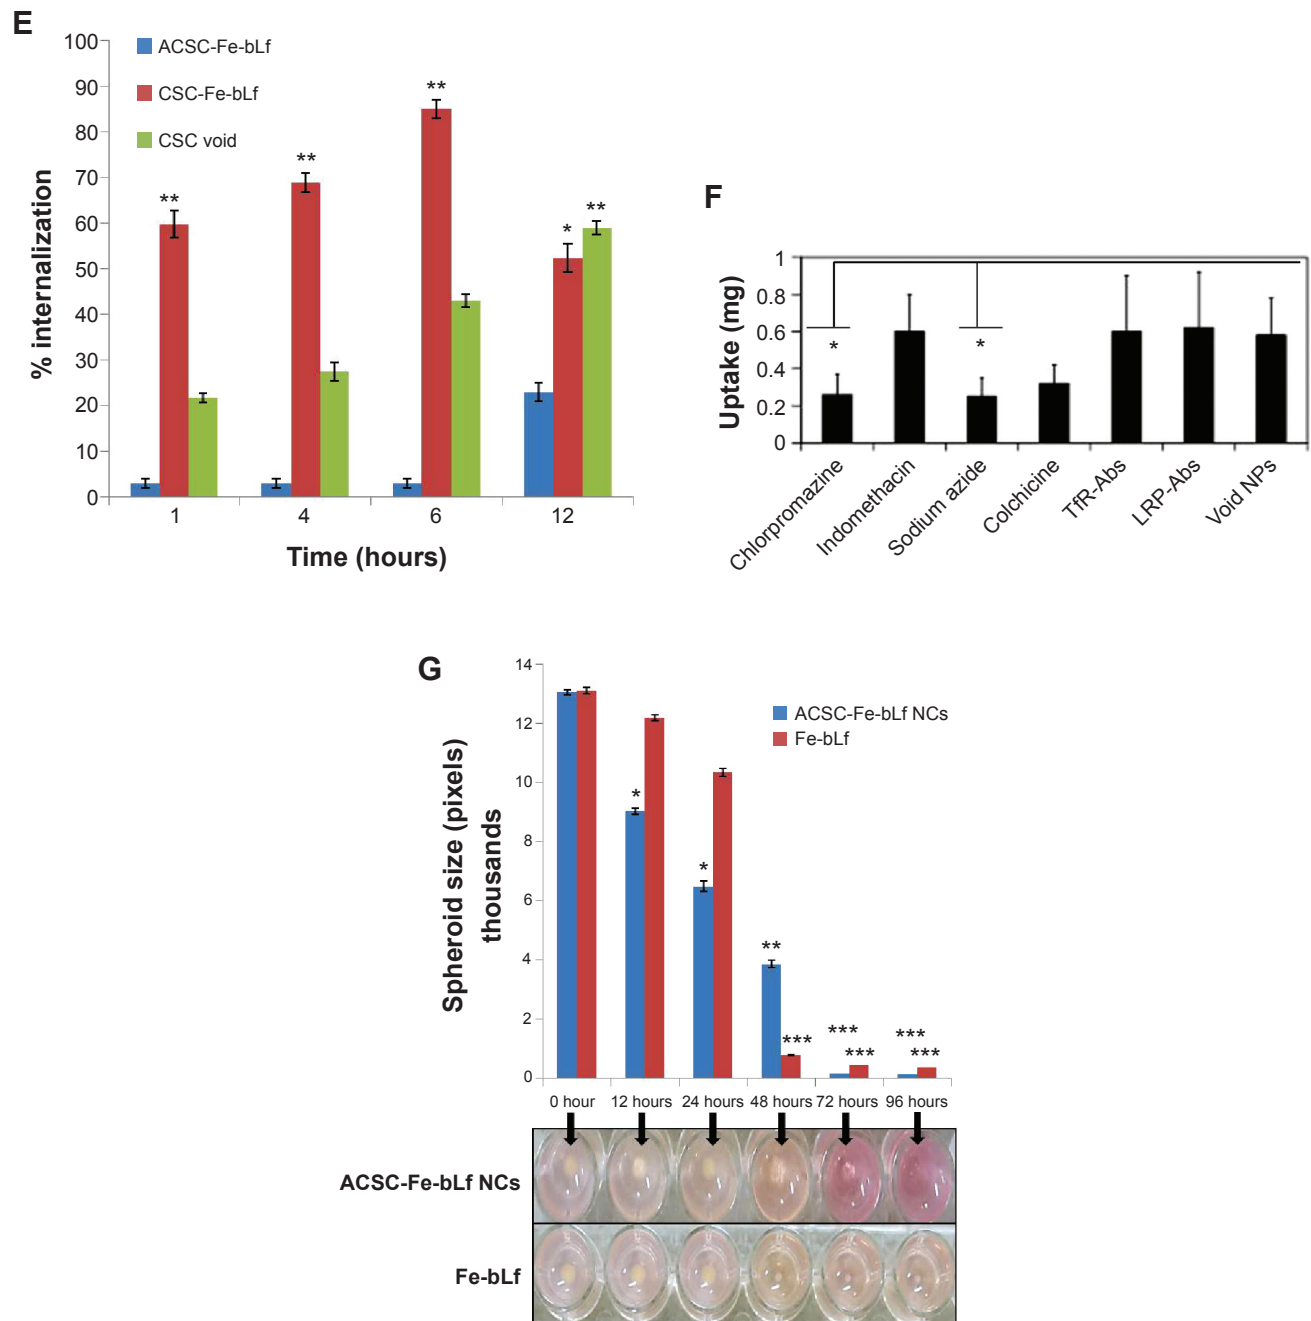 E
100
90
80
70
60
50
40
30
20
10
0
% internalization
ACSC-Fe-bLf
CSC-Fe-bLf
CSC void
**
**
**
*
**
1
4
6
12
Time (hours)
F
1
0.8
0.6
0.4
0.2
0
Uptake (mg)
*
*
Chlorpromazine
Indomethacin
Sodium azide
Colchicine
TfR-Abs
LRP-Abs
Void NPs
G
14
12
10
8
6
4
2
0
Spheroid size (pixels)
thousands
ACSC-Fe-bLf NCs
Fe-bLf
*
*
**
***
***
***
***
***
0 hour
12 hours
24 hours
48 hours
72 hours
96 hours
ACSC-Fe-bLf NCs
Fe-bLf